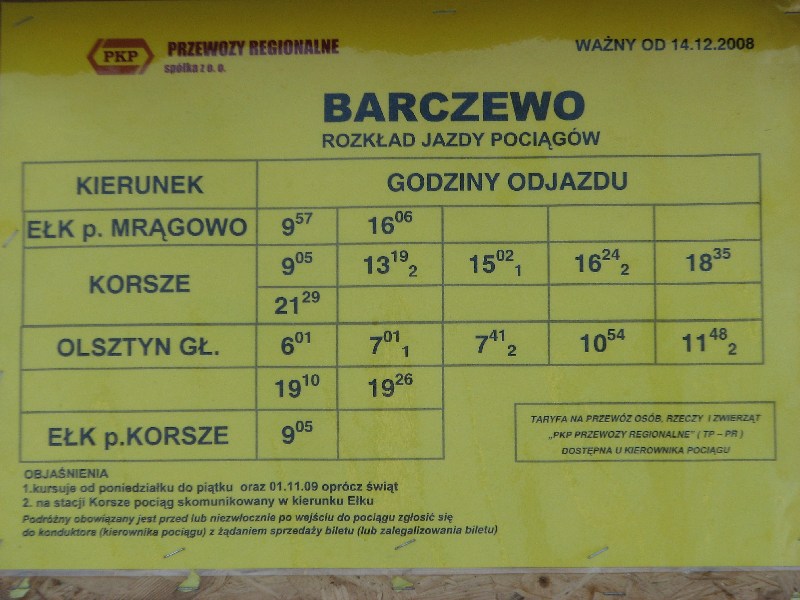 PKP PRZEWOZY REGIONALNE
spółka z o. o.
WAŻNY OD 14.12.2008
BARCZEWO
ROZKŁAD JAZDY POCIĄGÓW
KIERUNEK GODZINY ODJAZDU
EŁK p. MRĄGOWO 9 57 16 06
KORSZE 9 05 13 19 2 15 02 1 16 24 2 18 35
21 29
OLSZTYN GŁ. 6 01 7 01 1 7 41 2 10 54 11 48 2
19 10 19 26
EŁK p.KORSZE 9 05
TARYFA NA PRZEWÓZ OSÓB, RZECZY I ZWIERZĄT
„PKP PRZEWOZY REGIONALNE" ( TP – PR )
DOSTĘPNA U KIEROWNIKA POCIĄGU
OBJAŚNIENIA
1.kursuje od poniedziałku do piątku oraz 01.11.09 oprócz świąt
2. na stacji Korsze pociąg skomunikowany w kierunku Ełku
Podróżny obowiązany jest przed lub niezwłocznie po wejściu do pociągu zgłosić się
do konduktora (kierownika pociągu) z żądaniem sprzedaży biletu (lub zalegalizowania biletu)